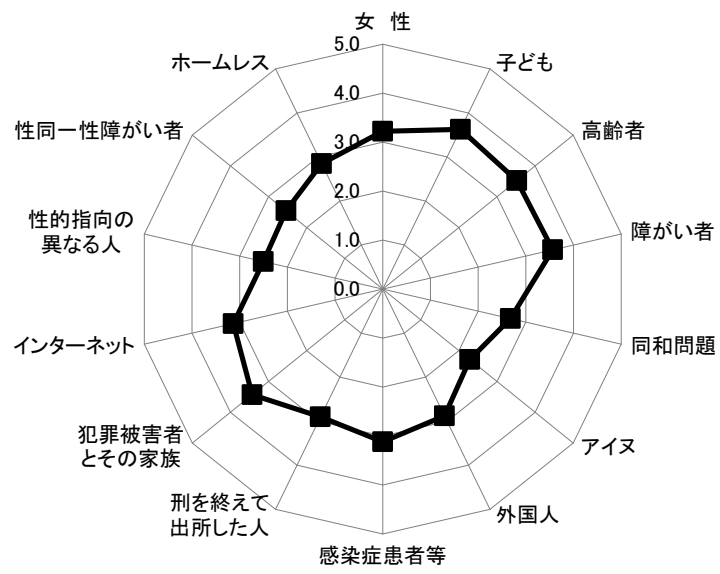 女 性
子ども
高齢者
障がい者
同和問題
アイヌ
外国人
感染症患者等
刑を終えて
出所した人
犯罪被害者
とその家族
インターネット
性的指向の
異なる人
性同一性障がい者
ホームレス
5.0
4.0
3.0
2.0
1.0
0.0